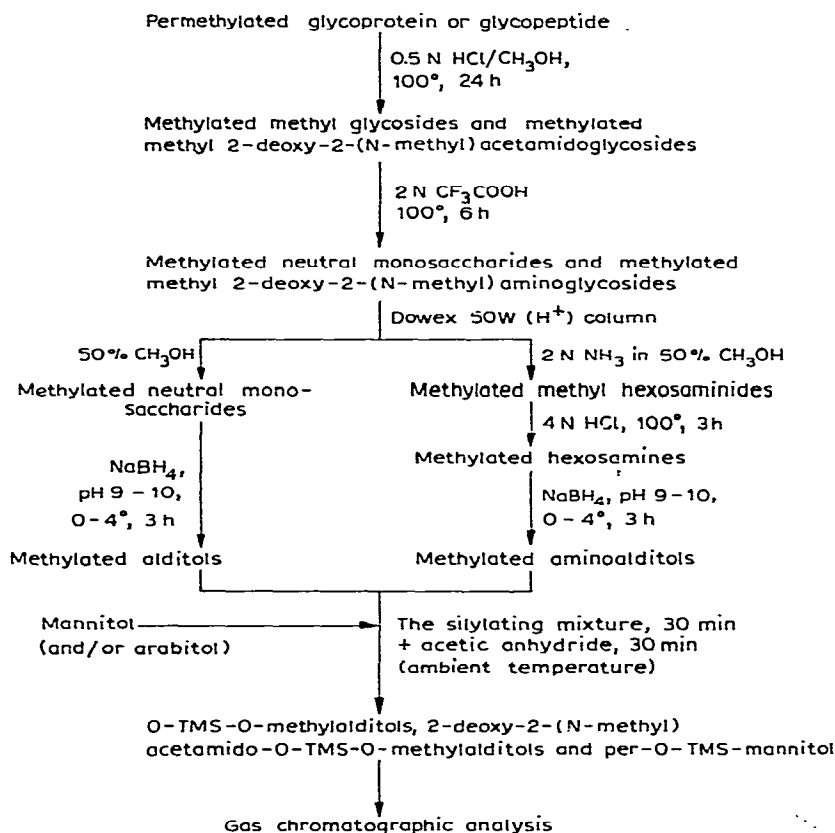 Permethylated glycoprotein or glycopeptide
0.5 N HCl/CH₃OH,
100°, 24 h
Methylated methyl glycosides and methylated
methyl 2-deoxy-2-(N-methyl) acetamidoglycosides
2 N CF₃COOH
100°, 6 h
Methylated neutral monosaccharides and methylated
methyl 2-deoxy-2-(N-methyl) aminoglycosides
Dowex 50W (H⁺) column
50% CH₃OH
Methylated neutral mono-
saccharides
NaBH₄,
pH 9-10,
0-4°, 3 h
Methylated alditols
2 N NH₃ in 50% CH₃OH
Methylated methyl hexosaminides
4 N HCl, 100°, 3h
Methylated hexosamines
NaBH₄, pH 9-10,
0-4°, 3 h
Methylated aminoalditols
Mannitol
(and/or arabitol)
The silylating mixture, 30 min
+ acetic anhydride, 30 min
(ambient temperature)
O-TMS-O-methylalditols, 2-deoxy-2-(N-methyl)
acetamido-O-TMS-O-methylalditols and per-O-TMS-mannitol
Gas chromatographic analysis